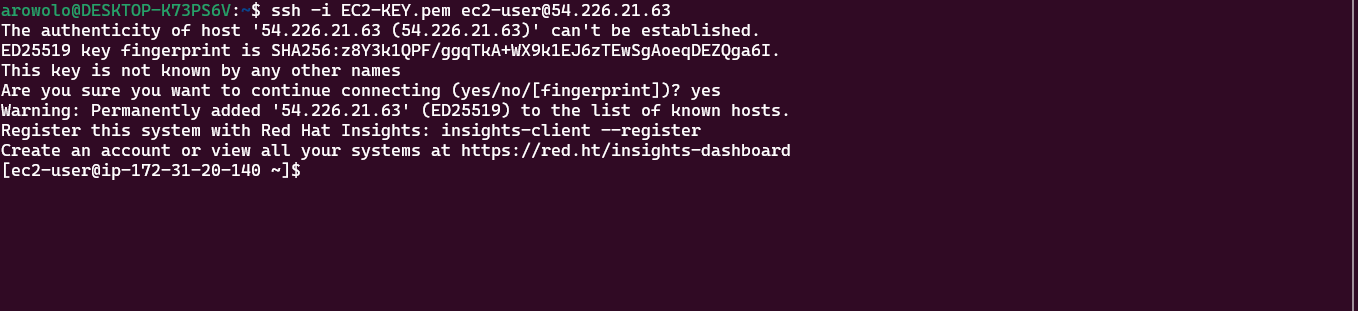 arowolo@DESKTOP-K73PS6V:~$ ssh -i EC2-KEY.pem ec2-user@54.226.21.63
The authenticity of host '54.226.21.63 (54.226.21.63)' can't be established.
ED25519 key fingerprint is SHA256:z8Y3k1QPF/ggqTkA+WX9k1EJ6zTEwSgAoeqDEZQga6I.
This key is not known by any other names
Are you sure you want to continue connecting (yes/no/[fingerprint])? yes
Warning: Permanently added '54.226.21.63' (ED25519) to the list of known hosts.
Register this system with Red Hat Insights: insights-client --register
Create an account or view all your systems at https://red.ht/insights-dashboard
[ec2-user@ip-172-31-20-140 ~]$